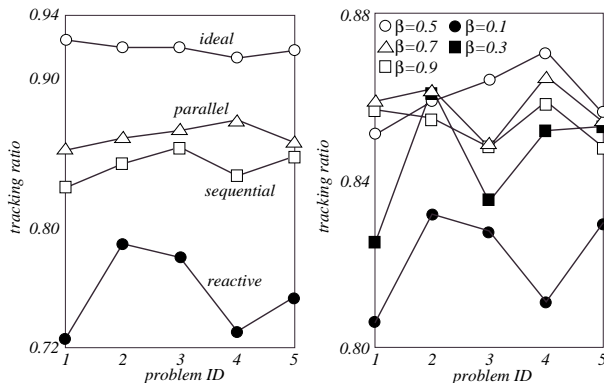 0.94
0.90
0.80
0.72
tracking ratio
ideal
parallel
sequential
reactive
1 2 3 4 5
problem ID
0.88
0.84
0.80
tracking ratio
β=0.5 β=0.1
β=0.7 β=0.3
β=0.9
1 2 3 4 5
problem ID